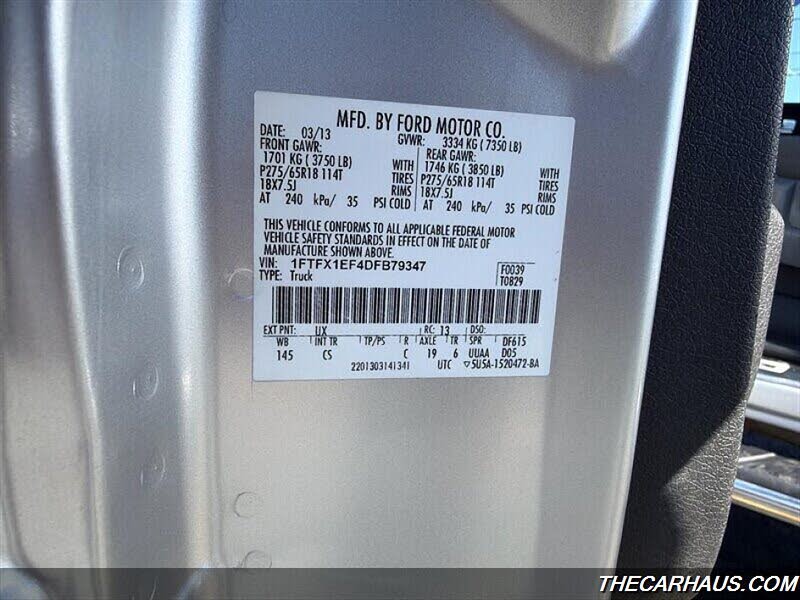 MFD. BY FORD MOTOR CO.
DATE: 03/13 GVWR: 3334 KG ( 7350 LB)
FRONT GAWR: REAR GAWR:
1701 KG ( 3750 LB) WITH 1746 KG ( 3850 LB) WITH
P275/65R18 114T TIRES P275/65R18 114T TIRES
18X7.5J RIMS 18X7.5J RIMS
AT 240 kPa/ 35 PSI COLD AT 240 kPa/ 35 PSI COLD
THIS VEHICLE CONFORMS TO ALL APPLICABLE FEDERAL MOTOR
VEHICLE SAFETY STANDARDS IN EFFECT ON THE DATE OF
MANUFACTURE SHOWN ABOVE.
VIN: 1FTFX1EF4DFB79347 F0039
TYPE: Truck T0829
EXT PNT: UX RC: 13 DSO:
WB INT TR TP/PS R AXLE TR SPR DF615
145 CS C 19 6 UUAA D05
2201303141341 UTC ▽5U5A-1520472-BA
THECARHAUS.COM